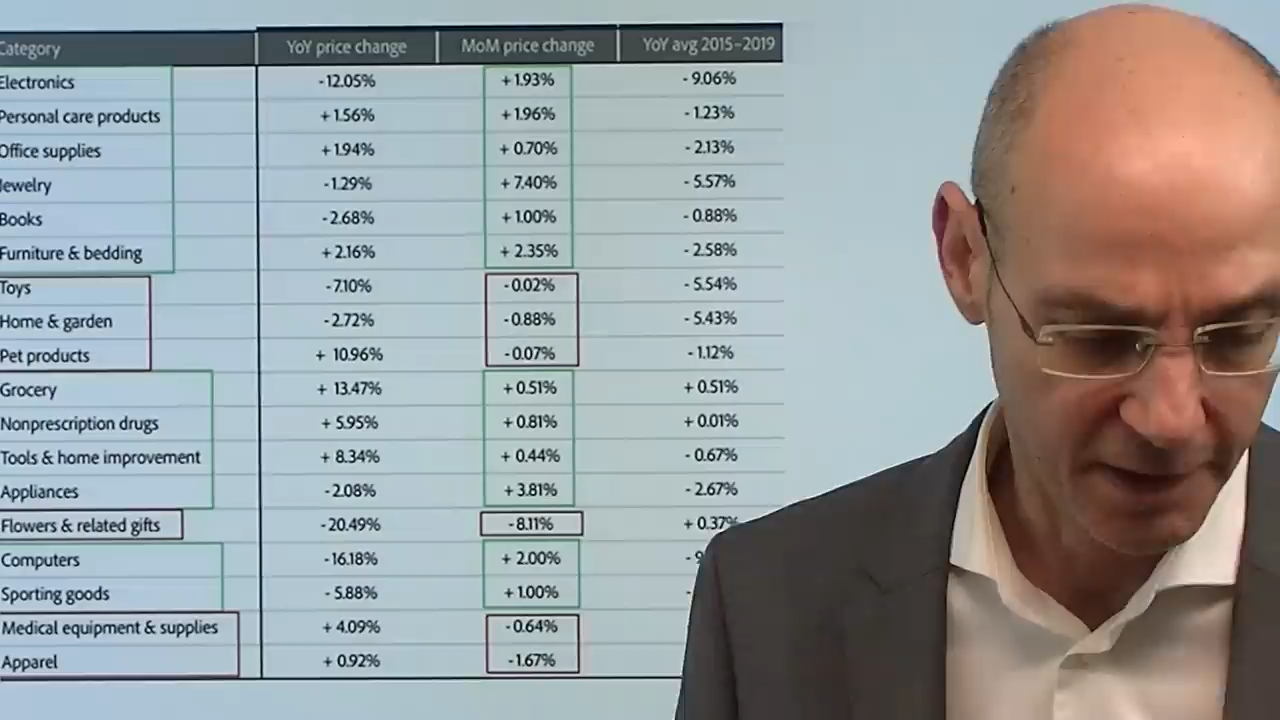 Category YoY price change MoM price change YoY avg 2015–2019
Electronics -12.05% +1.93% - 9.06%
Personal care products +1.56% +1.96% - 1.23%
Office supplies +1.94% + 0.70% - 2.13%
Jewelry -1.29% + 7.40% - 5.57%
Books -2.68% +1.00% - 0.88%
Furniture & bedding + 2.16% + 2.35% - 2.58%
Toys -7.10% - 0.02% - 5.54%
Home & garden -2.72% -0.88% - 5.43%
Pet products + 10.96% -0.07% - 1.12%
Grocery + 13.47% + 0.51% + 0.51%
Nonprescription drugs + 5.95% + 0.81% + 0.01%
Tools & home improvement + 8.34% + 0.44% - 0.67%
Appliances -2.08% + 3.81% - 2.67%
Flowers & related gifts -20.49% - 8.11% + 0.37%
Computers -16.18% + 2.00% - 9
Sporting goods - 5.88% + 1.00% -
Medical equipment & supplies + 4.09% -0.64%
Apparel + 0.92% -1.67%